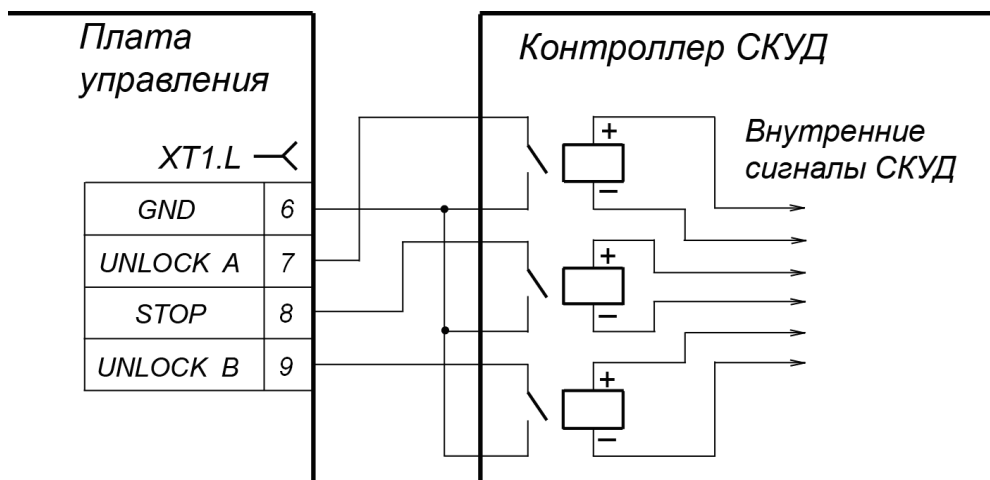 Плата
управления
Контроллер СКУД
XT1.L
GND 6
UNLOCK A 7
STOP 8
UNLOCK B 9
+
−
+
−
+
−
Внутренние
сигналы СКУД